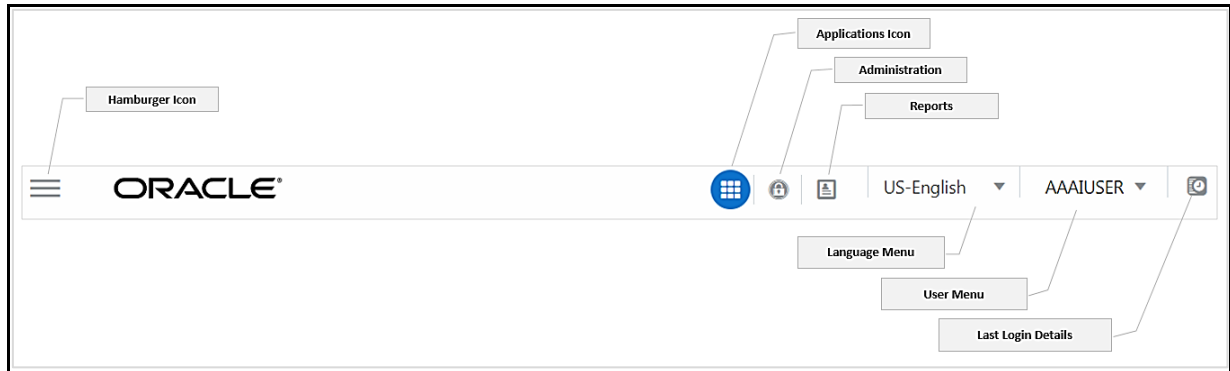 Applications Icon
Administration
Hamburger Icon
Reports
ORACLE
US-English
AAAIUSER
Language Menu
User Menu
Last Login Details